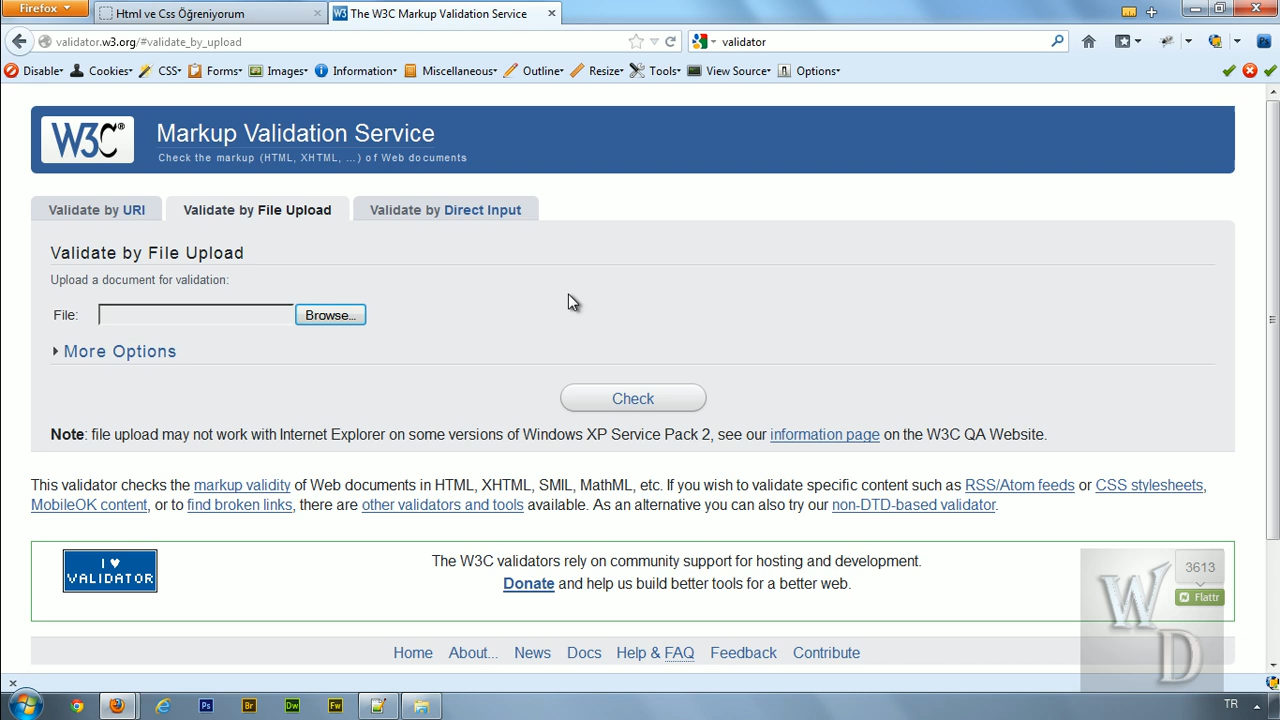 Firefox
Html ve Css Öğreniyorum
W3 The W3C Markup Validation Service
validator.w3.org/#validate_by_upload
validator
Disable Cookies CSS Forms Images Information Miscellaneous Outline Resize Tools View Source Options
W3C®
Markup Validation Service
Check the markup (HTML, XHTML, …) of Web documents
Validate by URI Validate by File Upload Validate by Direct Input
Validate by File Upload
Upload a document for validation:
File: Browse…
More Options
Check
Note: file upload may not work with Internet Explorer on some versions of Windows XP Service Pack 2, see our information page on the W3C QA Website.
This validator checks the markup validity of Web documents in HTML, XHTML, SMIL, MathML, etc. If you wish to validate specific content such as RSS/Atom feeds or CSS stylesheets,
MobileOK content, or to find broken links, there are other validators and tools available. As an alternative you can also try our non-DTD-based validator.
I ♥
VALIDATOR
The W3C validators rely on community support for hosting and development.
Donate and help us build better tools for a better web.
3613
Flattr
WD
Home About... News Docs Help & FAQ Feedback Contribute
Ps Br Dw Fw TR